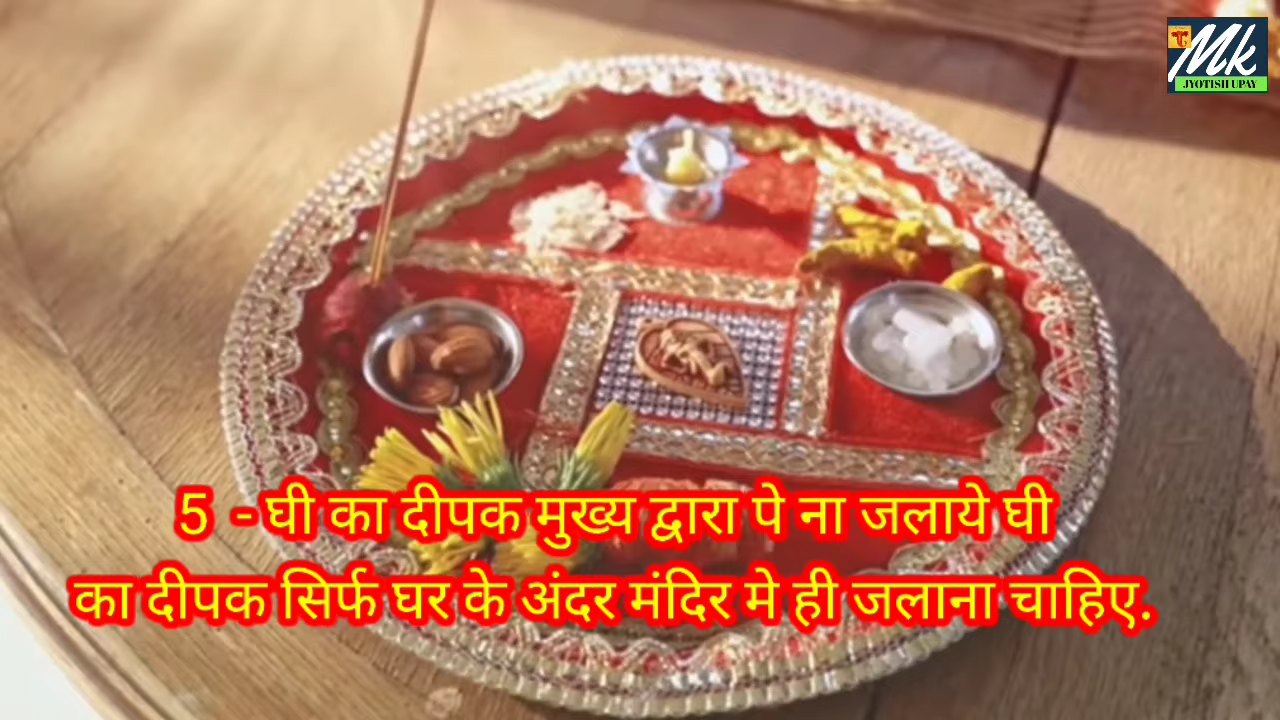 Mk
JYOTISH UPAY
5 - घी का दीपक मुख्य द्वारा पे ना जलाये घी
का दीपक सिर्फ घर के अंदर मंदिर मे ही जलाना चाहिए.